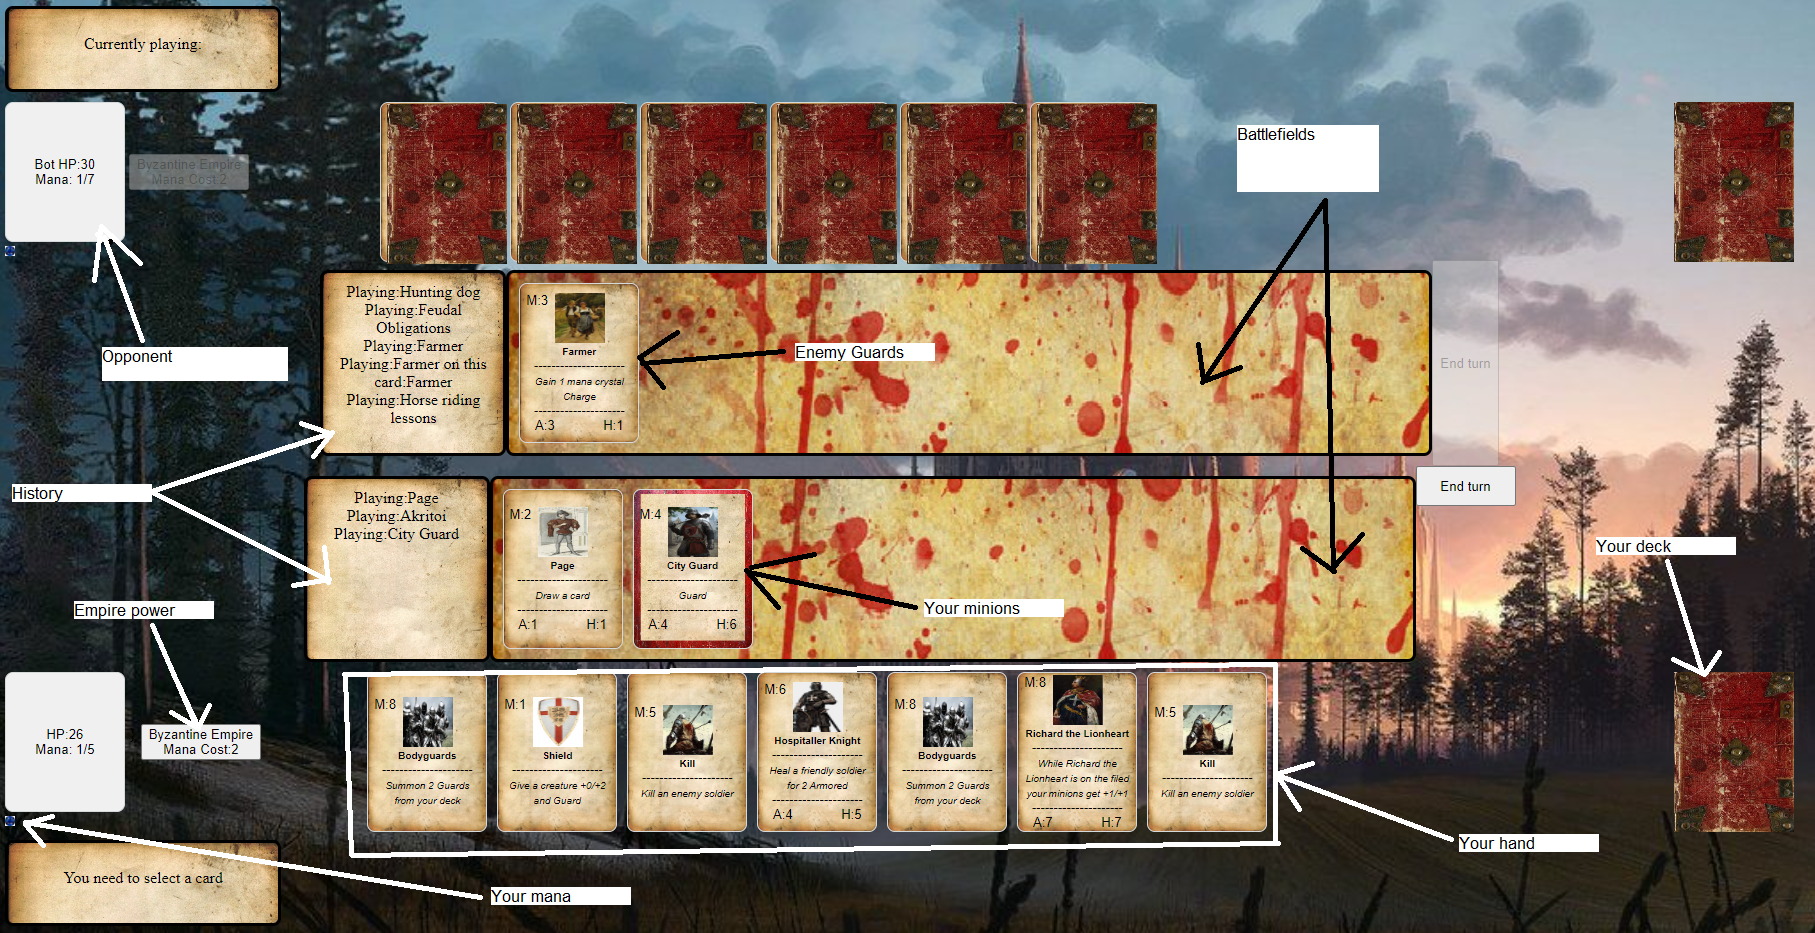 Currently playing:
Bot HP:30
Mana: 1/7
Byzantine Empire
Mana Cost:2
Battlefields
Opponent
Playing:Hunting dog
Playing:Feudal
Obligations
Playing:Farmer
Playing:Farmer on this
card:Farmer
Playing:Horse riding
lessons
M:3
Farmer
Gain 1 mana crystal
Charge
A:3 H:1
Enemy Guards
End turn
History
Playing:Page
Playing:Akritoi
Playing:City Guard
M:2
Page
Draw a card
A:1 H:1
M:4
City Guard
Guard
A:4 H:6
Your minions
End turn
Your deck
Empire power
HP:26
Mana: 1/5
Byzantine Empire
Mana Cost:2
M:8
Bodyguards
Summon 2 Guards
from your deck
M:1
Shield
Give a creature +0/+2
and Guard
M:5
Kill
Kill an enemy soldier
M:6
Hospitaller Knight
Heal a friendly soldier
for 2 Armored
A:4 H:5
M:8
Bodyguards
Summon 2 Guards
from your deck
M:8
Richard the Lionheart
While Richard the
Lionheart is on the filed
your minions get +1/+1
A:7 H:7
M:5
Kill
Kill an enemy soldier
Your hand
You need to select a card
Your mana